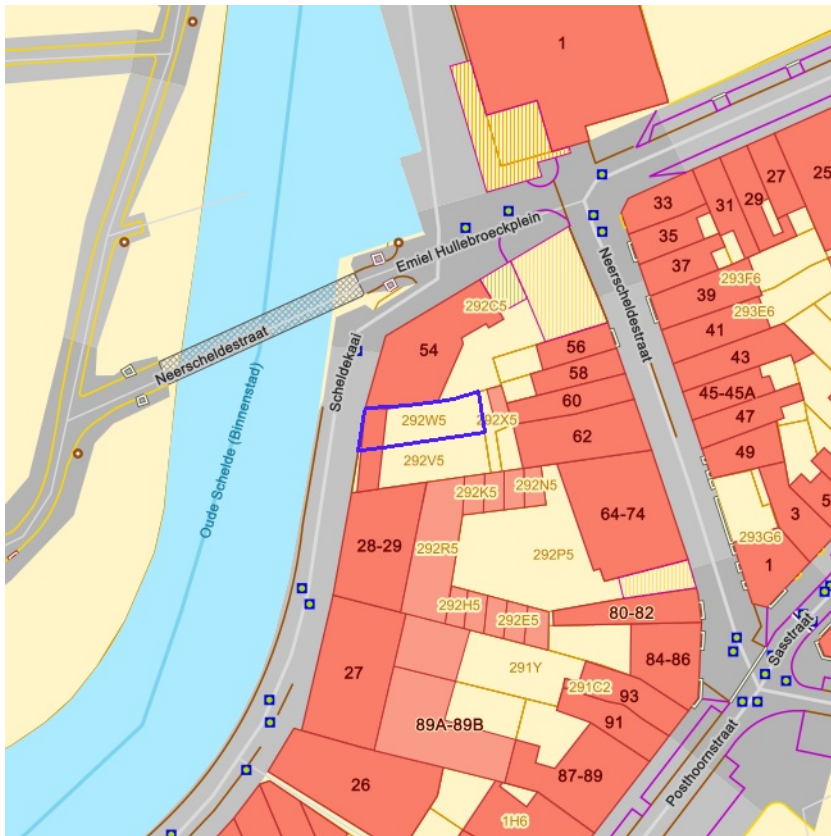 1
27
25
33
31
29
35
37
Emiel Hullebroeckplein
293F6
39
293E6
292C5
Neerscheldestraat
41
54
56
43
Neerscheldestraat
Scheldekaai
58
45-45A
60
292W5
292X5
47
62
49
292V5
Oude Schelde (Binnenstad)
292K5
292N5
64-74
3
5
28-29
292R5
292P5
293G6
1
292H5
292E5
80-82
Sasstraat
27
291Y
84-86
291C2
93
89A-89B
91
Posthoornstraat
26
87-89
1H6